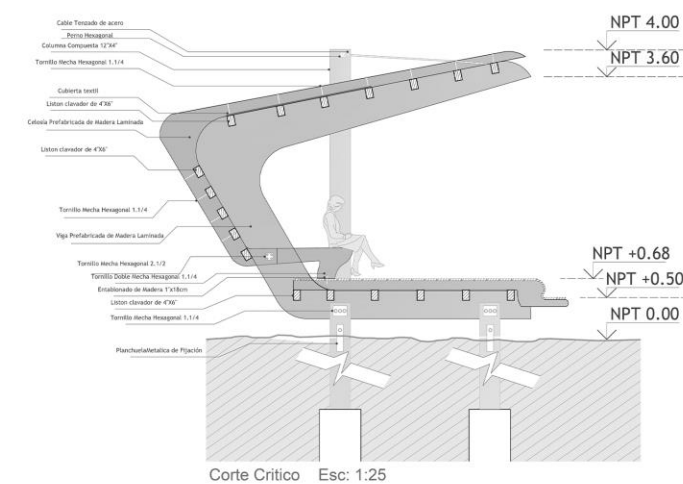 Cable Tenzado de acero
Perno Hexagonal
Columna Compuesta 12"X4"
Tornillo Mecha Hexagonal 1.1/4
Cubierta textil
Liston clavador de 4"X6"
Celosía Prefabricada de Madera Laminada
Liston clavador de 4"X6"
Tornillo Mecha Hexagonal 1.1/4
Viga Prefabricada de Madera Laminada
Tornillo Mecha Hexagonal 2.1/2
Tornillo Doble Mecha Hexagonal 1.1/4
Entablonado de Madera 1"x18cm
Liston clavador de 4"X6"
Tornillo Mecha Hexagonal 1.1/4
PlanchuelaMetalica de Fijación
NPT 4.00
NPT 3.60
NPT +0.68
NPT +0.50
NPT 0.00
Corte Critico Esc: 1:25